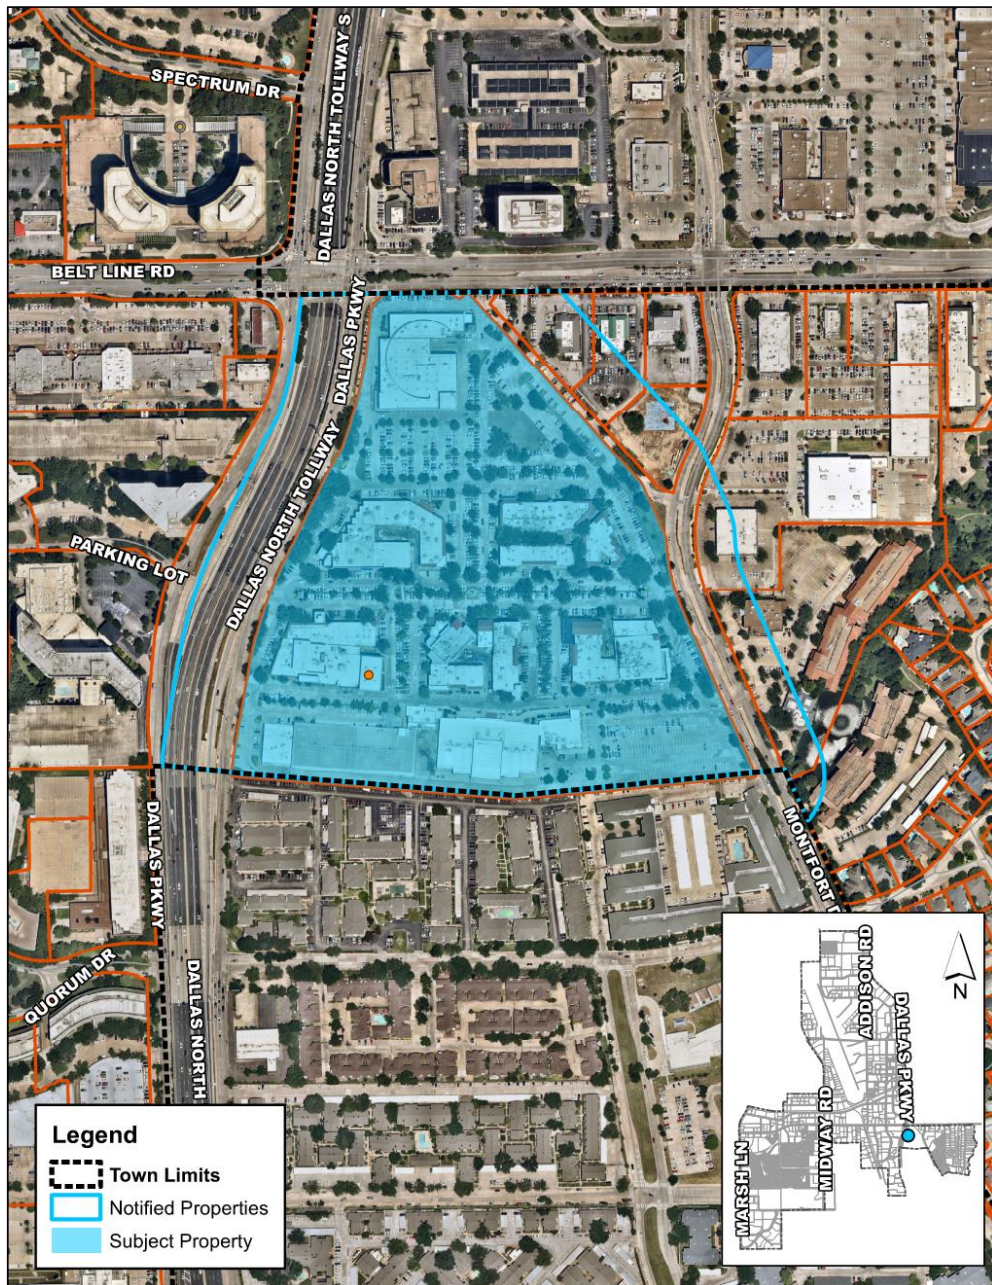 SPECTRUM DR
DALLAS NORTH TOLLWAY S
BELT LINE RD
DALLAS PKWY
DALLAS NORTH TOLLWAY
PARKING LOT
DALLAS PKWY
MONTFORT D
QUORUM DR
DALLAS NORTH
Legend
Town Limits
Notified Properties
Subject Property
ADDISON RD
DALLAS PKWY
MIDWAY RD
MARSH LN
N